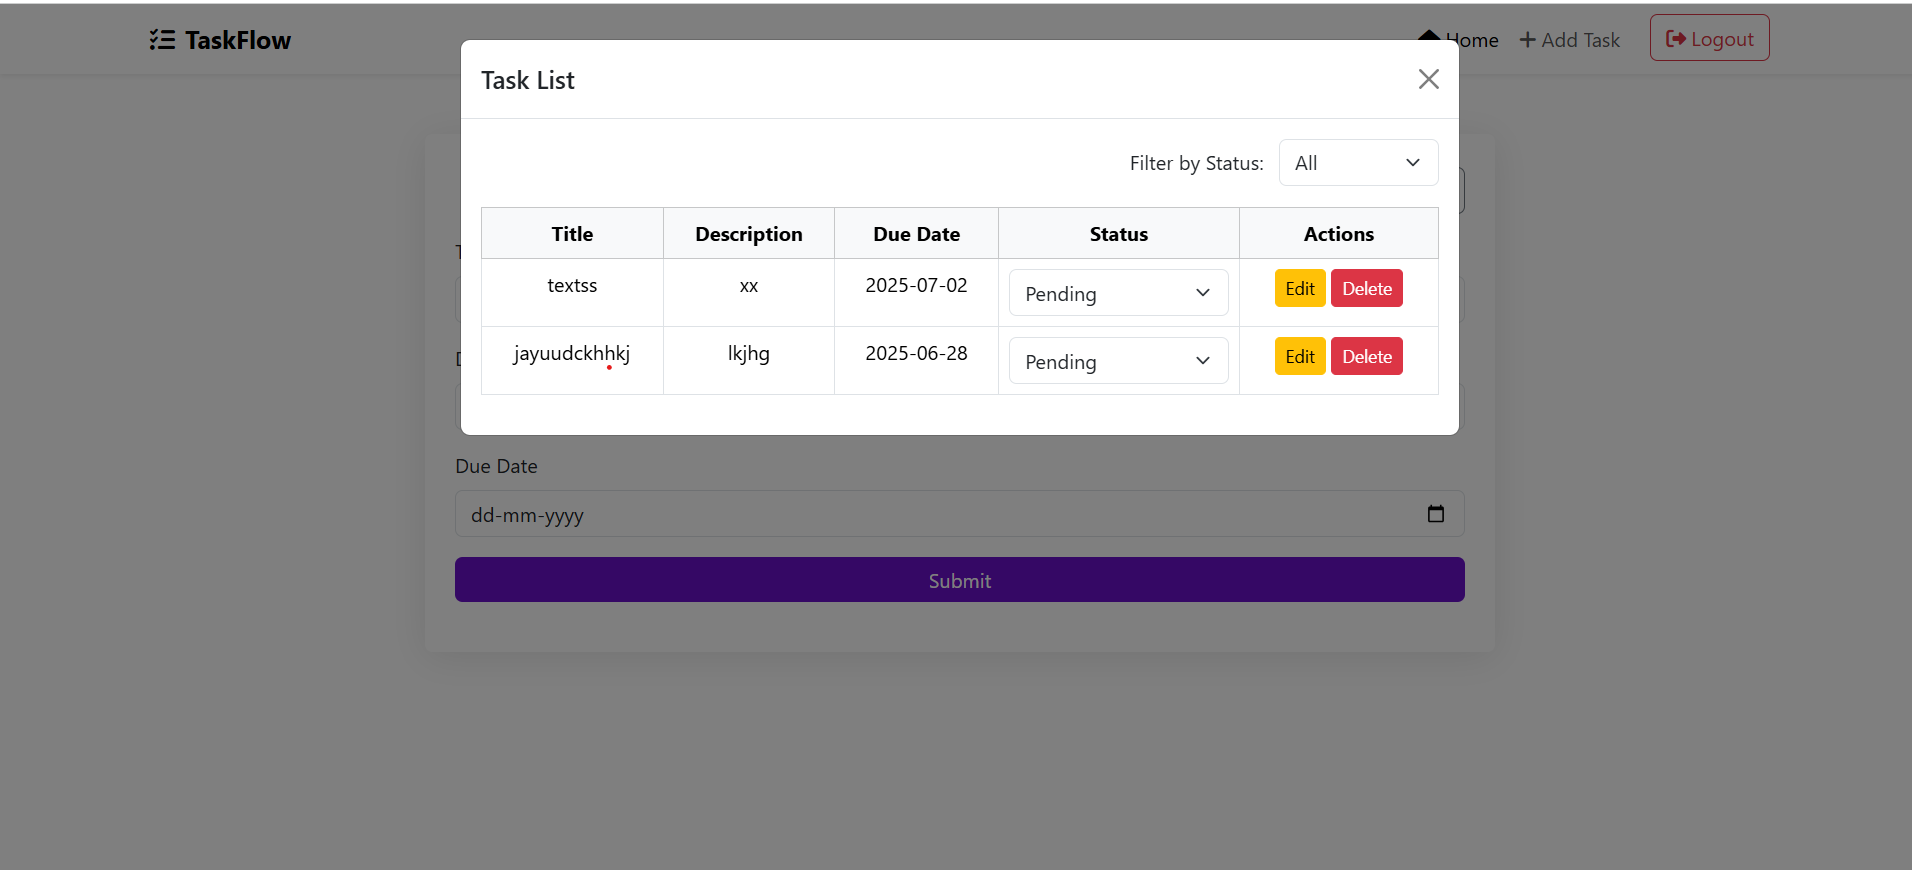 TaskFlow
Home Add Task Logout
Task List
Filter by Status: All
Title Description Due Date Status Actions
textss xx 2025-07-02 Pending Edit Delete
jayuudckhhkj lkjhg 2025-06-28 Pending Edit Delete
Due Date
dd-mm-yyyy
Submit